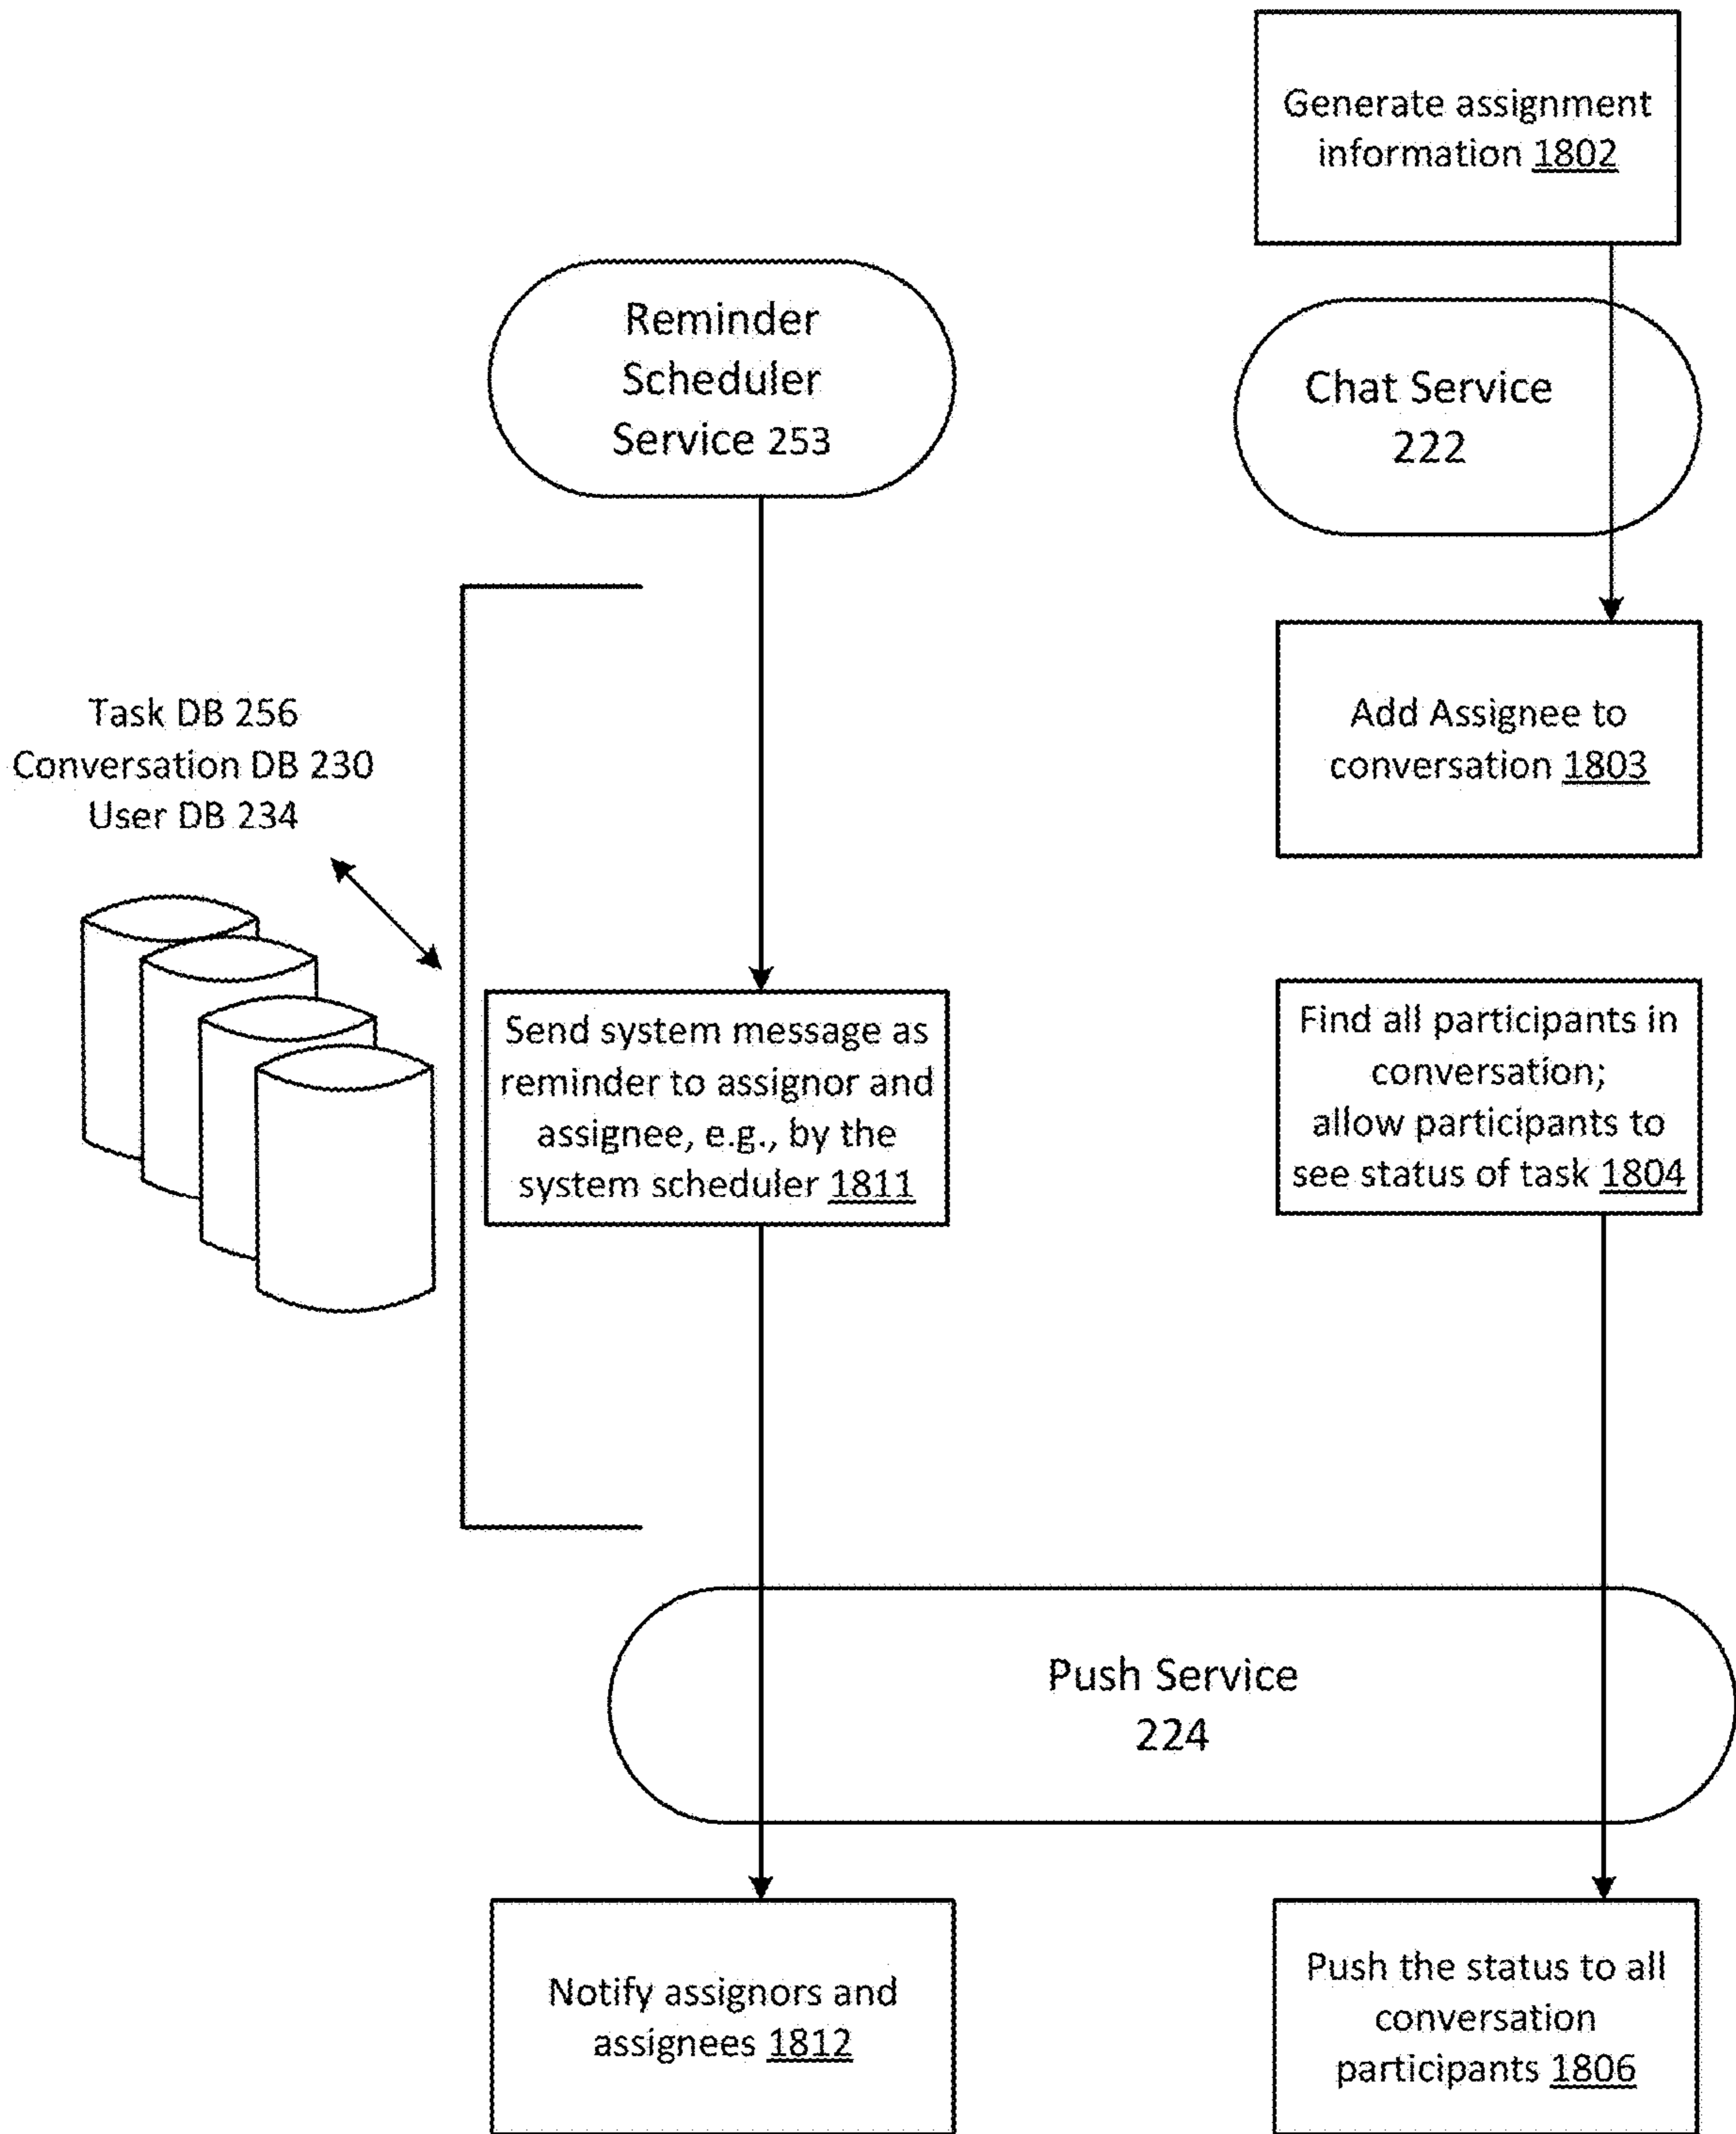 Generate assignment
information 1802
Reminder
Scheduler
Service 253
Chat Service
222
Task DB 256
Conversation DB 230
User DB 234
Add Assignee to
conversation 1803
Send system message as
reminder to assignor and
assignee, e.g., by the
system scheduler 1811
Find all participants in
conversation;
allow participants to
see status of task 1804
Push Service
224
Notify assignors and
assignees 1812
Push the status to all
conversation
participants 1806